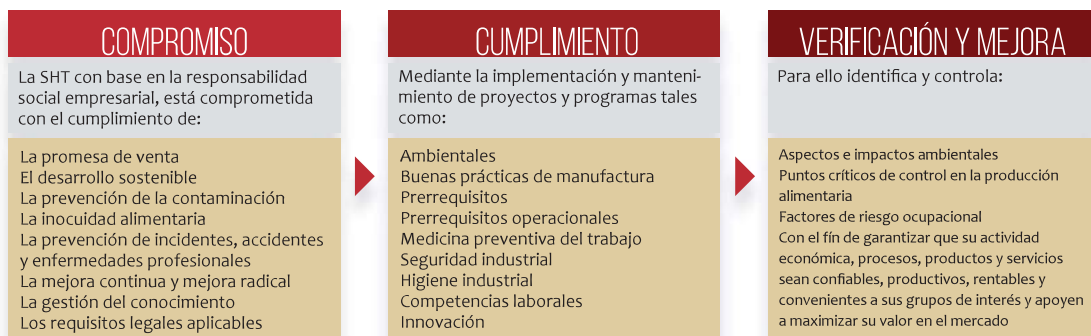 COMPROMISO
La SHT con base en la responsabilidad
social empresarial, está comprometida
con el cumplimiento de:
La promesa de venta
El desarrollo sostenible
La prevención de la contaminación
La inocuidad alimentaria
La prevención de incidentes, accidentes
y enfermedades profesionales
La mejora continua y mejora radical
La gestión del conocimiento
Los requisitos legales aplicables
CUMPLIMIENTO
Mediante la implementación y manteni-
miento de proyectos y programas tales
como:
Ambientales
Buenas prácticas de manufactura
Prerrequisitos
Prerrequisitos operacionales
Medicina preventiva del trabajo
Seguridad industrial
Higiene industrial
Competencias laborales
Innovación
VERIFICACIÓN Y MEJORA
Para ello identifica y controla:
Aspectos e impactos ambientales
Puntos críticos de control en la producción
alimentaria
Factores de riesgo ocupacional
Con el fín de garantizar que su actividad
económica, procesos, productos y servicios
sean confiables, productivos, rentables y
convenientes a sus grupos de interés y apoyen
a maximizar su valor en el mercado